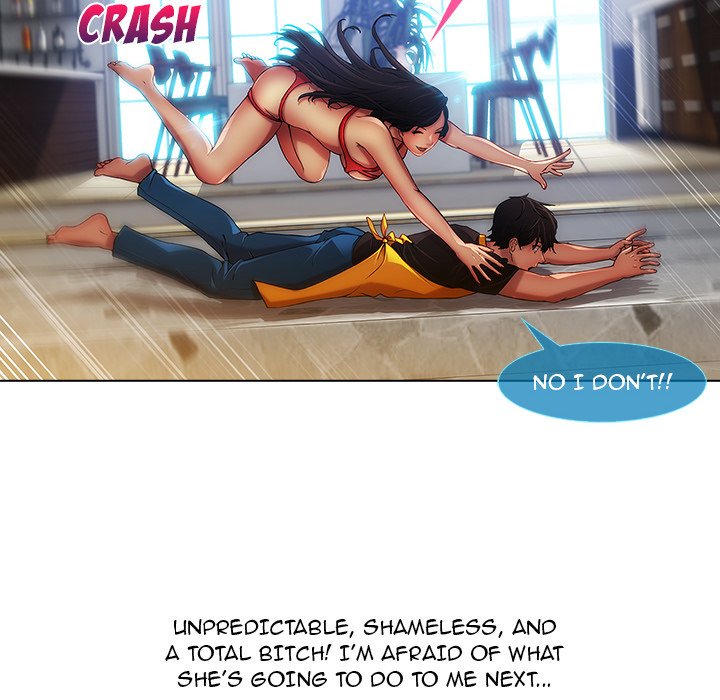 CRASH
NO I DON'T!!
UNPREDICTABLE, SHAMELESS, AND
A TOTAL BITCH! I'M AFRAID OF WHAT
SHE'S GOING TO DO TO ME NEXT...